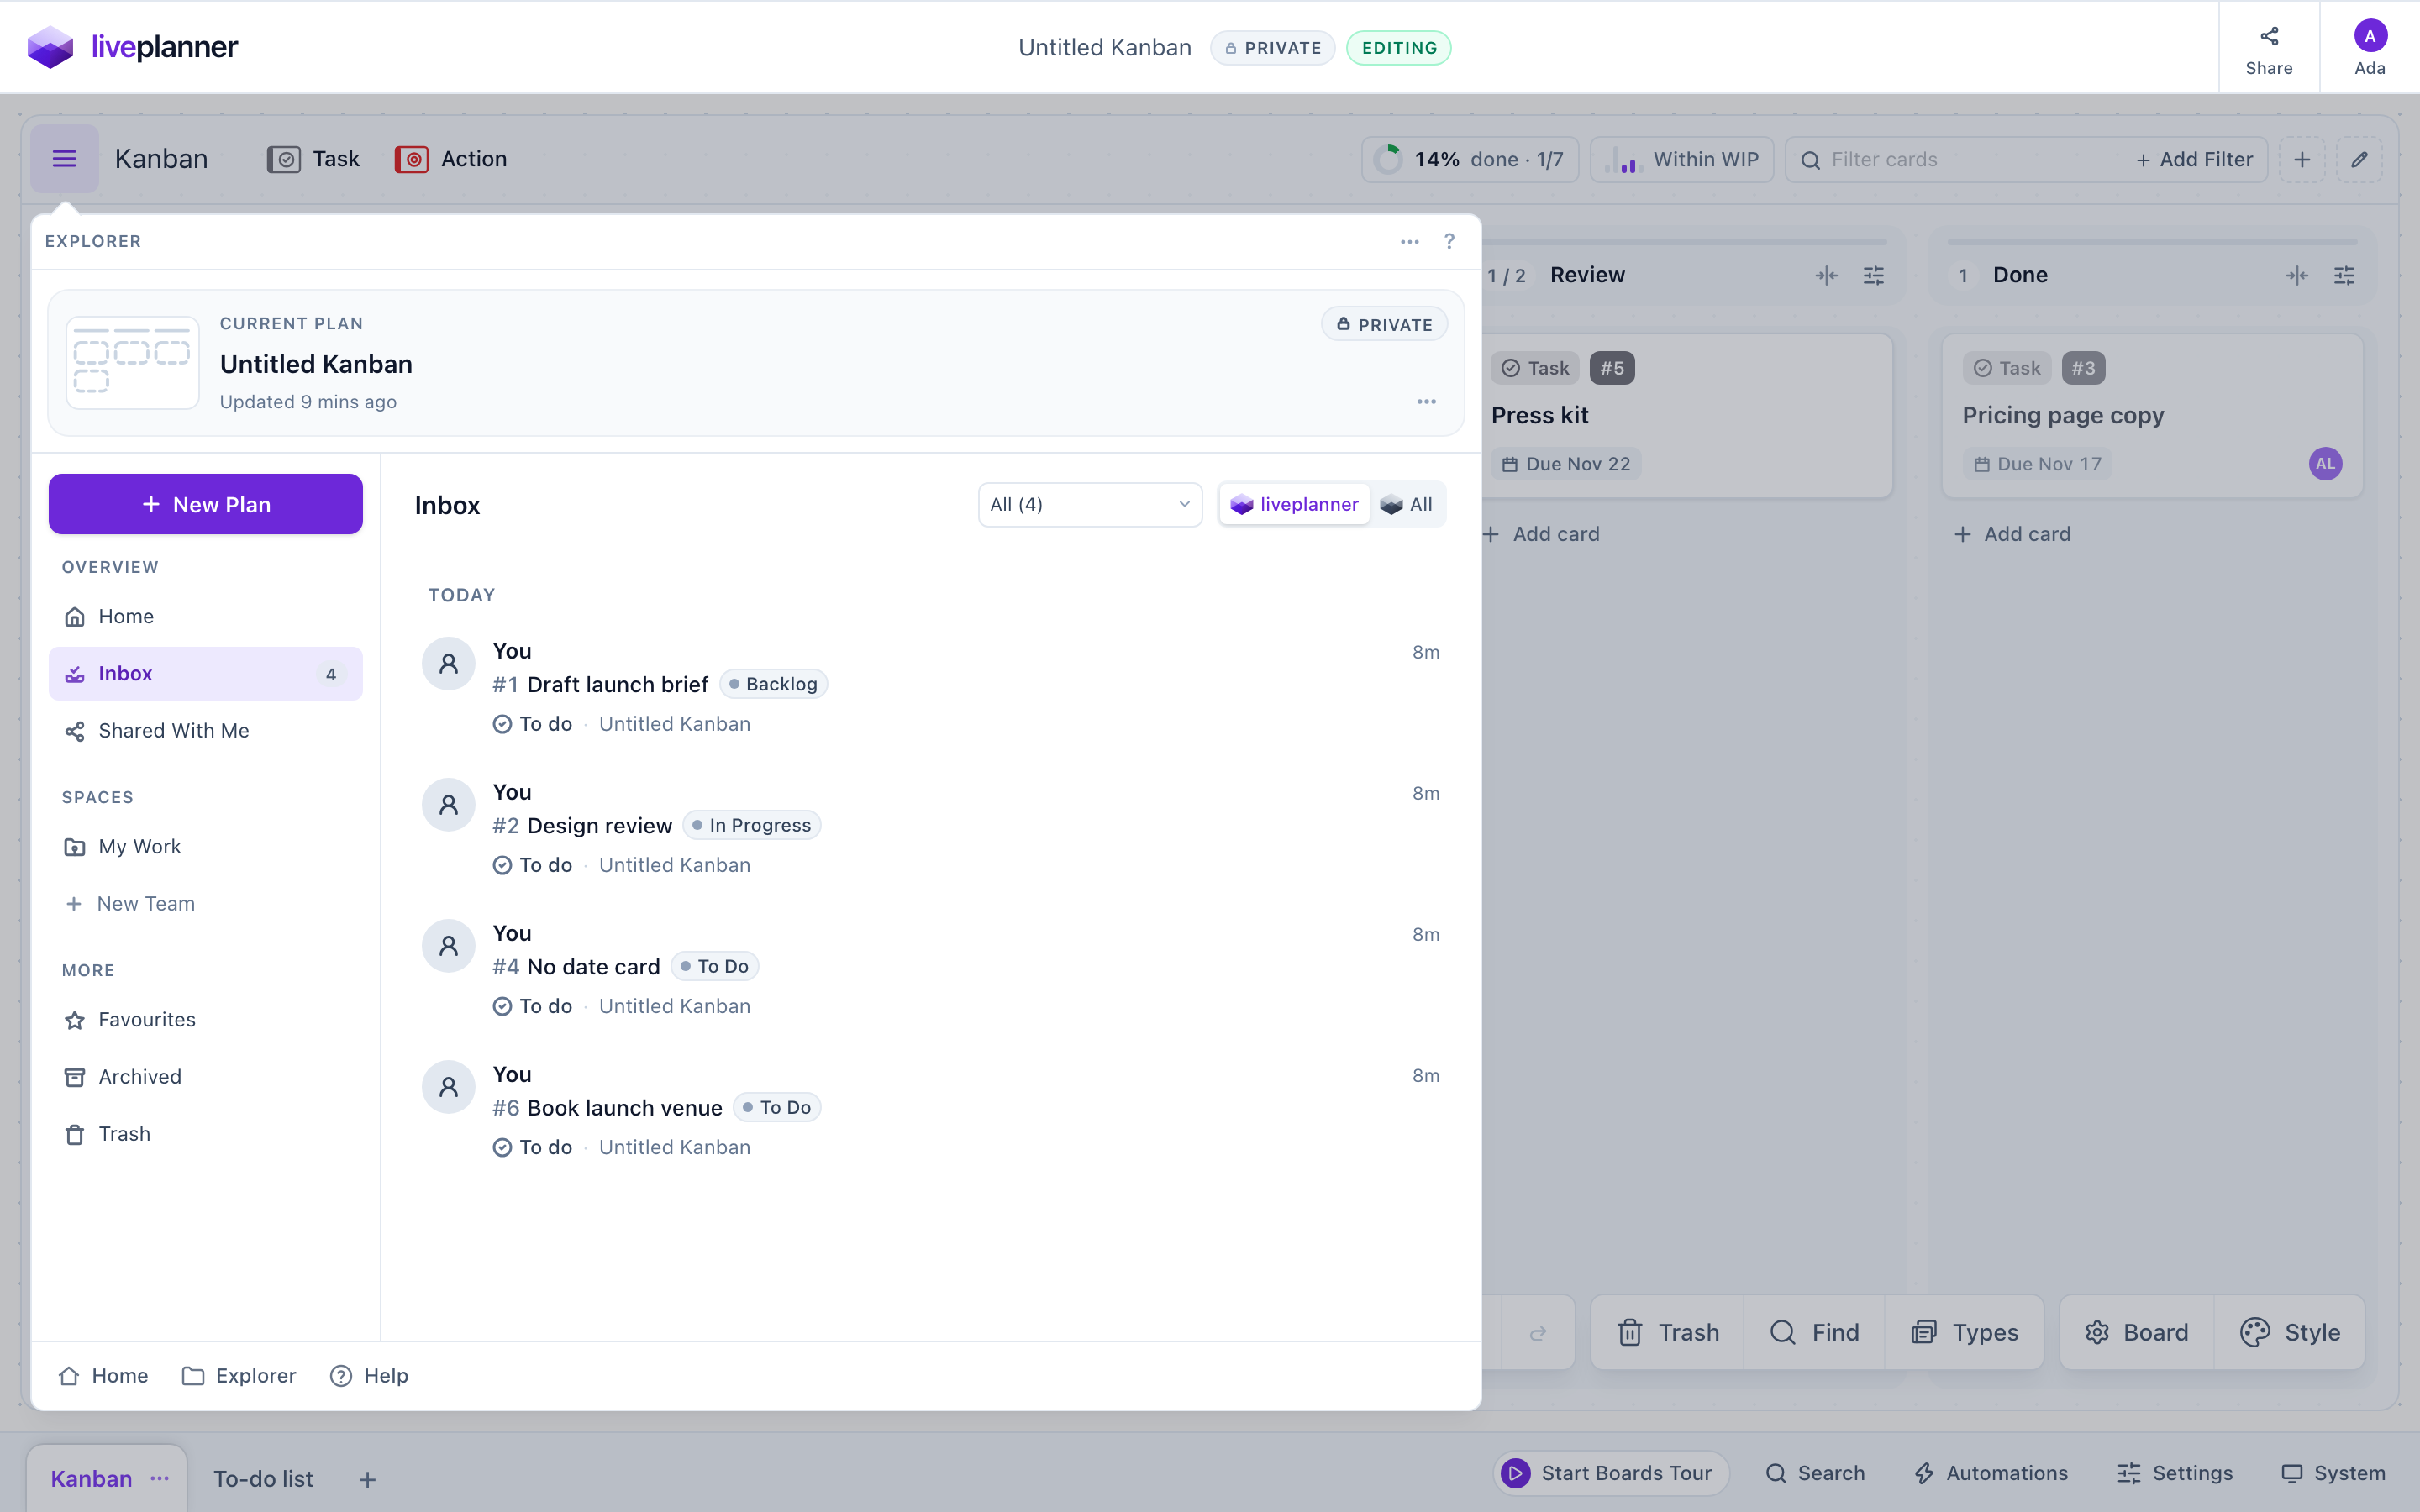 liveplanner
Untitled Kanban PRIVATE EDITING
Share
A
Ada
Kanban Task Action 14% done · 1/7 Within WIP Filter cards + Add Filter
EXPLORER ?
CURRENT PLAN
PRIVATE
Untitled Kanban
Updated 9 mins ago
+ New Plan
OVERVIEW
Home
Inbox 4
Shared With Me
SPACES
My Work
+ New Team
MORE
Favourites
Archived
Trash
Inbox All (4) liveplanner All
TODAY
You 8m
#1 Draft launch brief Backlog
To do · Untitled Kanban
You 8m
#2 Design review In Progress
To do · Untitled Kanban
You 8m
#4 No date card To Do
To do · Untitled Kanban
You 8m
#6 Book launch venue To Do
To do · Untitled Kanban
Home Explorer Help
1 / 2 Review
Task #5
Press kit
Due Nov 22
+ Add card
1 Done
Task #3
Pricing page copy
Due Nov 17 AL
+ Add card
Trash Find Types Board Style
Kanban To-do list + Start Boards Tour Search Automations Settings System